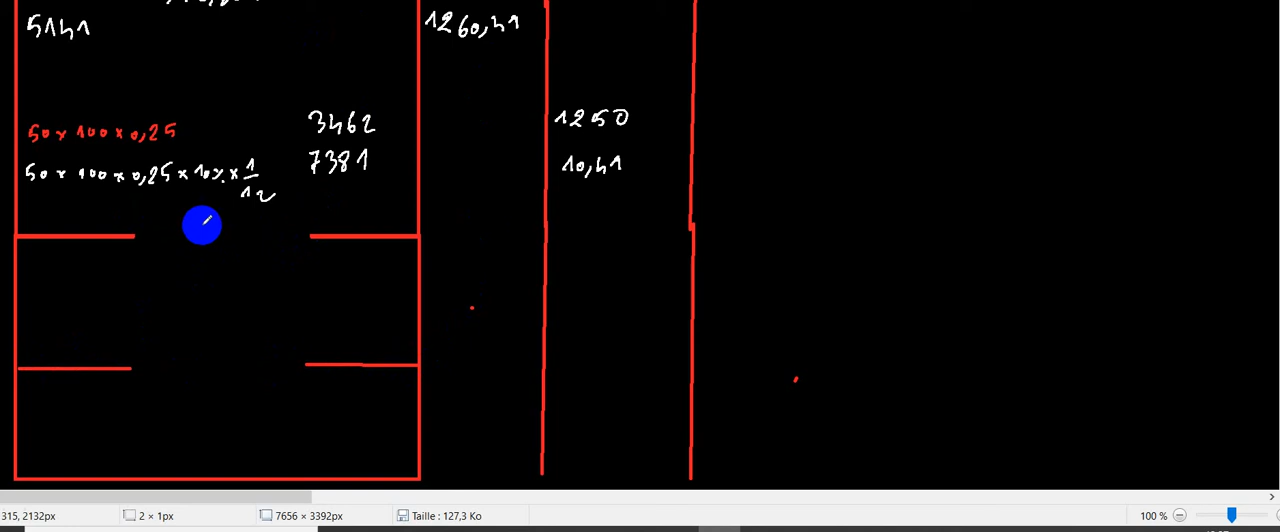 5141 1260,41
50 x 100 x 0,25 3462 1250
50 x 100 x 0,25 x 10% x 1/12 7381 10,41
315, 2132px 2 × 1px 7656 × 3392px Taille : 127,3 Ko 100 %